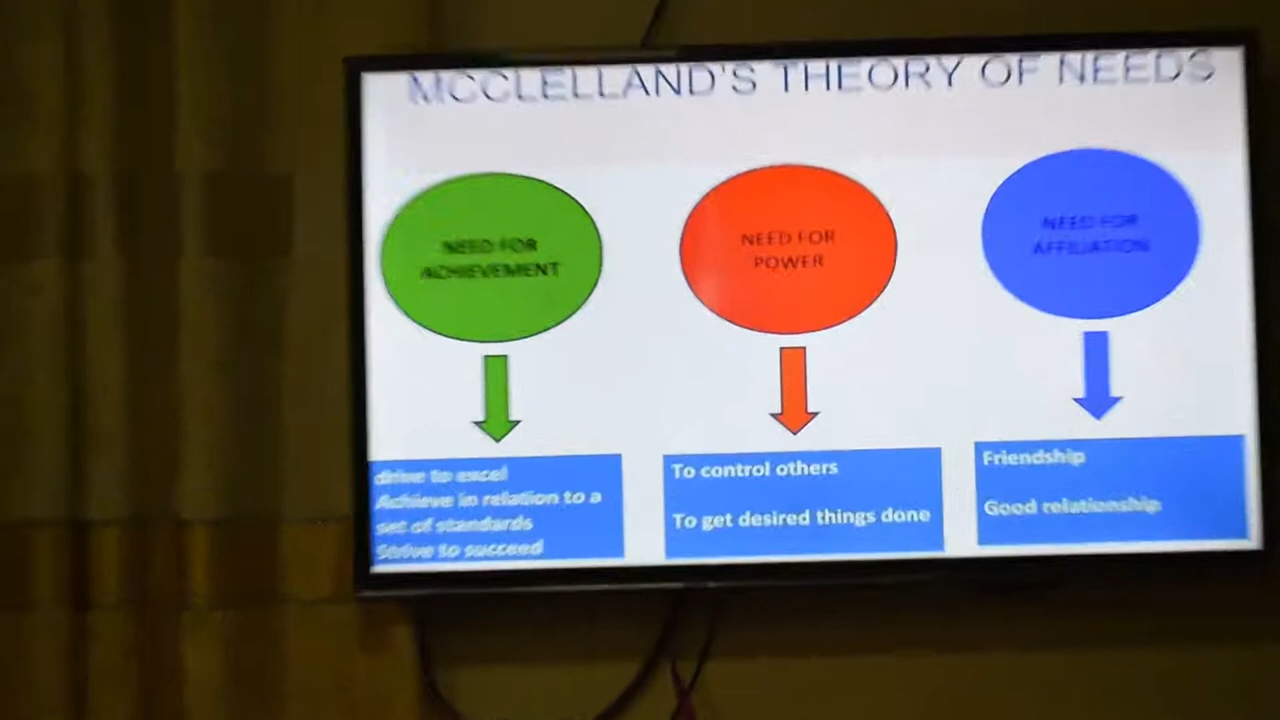 MCCLELLAND'S THEORY OF NEEDS
NEED FOR
ACHIEVEMENT
NEED FOR
POWER
NEED FOR
AFFILIATION
drive to excel
Achieve in relation to a
set of standards
Strive to succeed
To control others
To get desired things done
Friendship
Good relationship